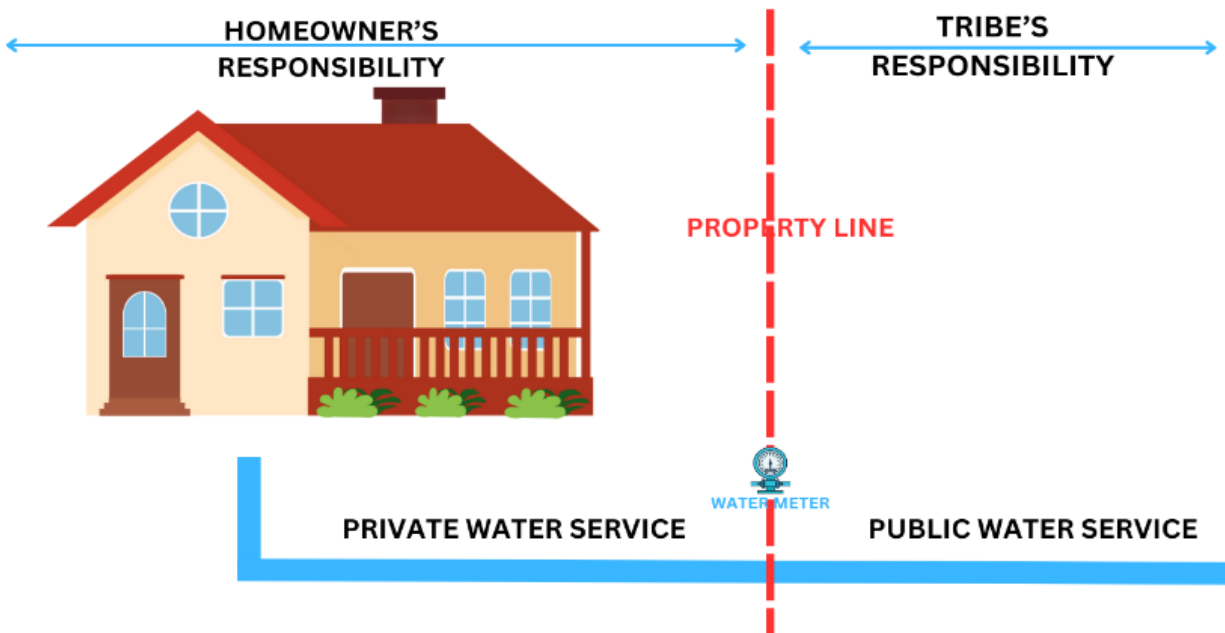 HOMEOWNER'S
RESPONSIBILITY
TRIBE'S
RESPONSIBILITY
PROPERTY LINE
WATER METER
PRIVATE WATER SERVICE
PUBLIC WATER SERVICE